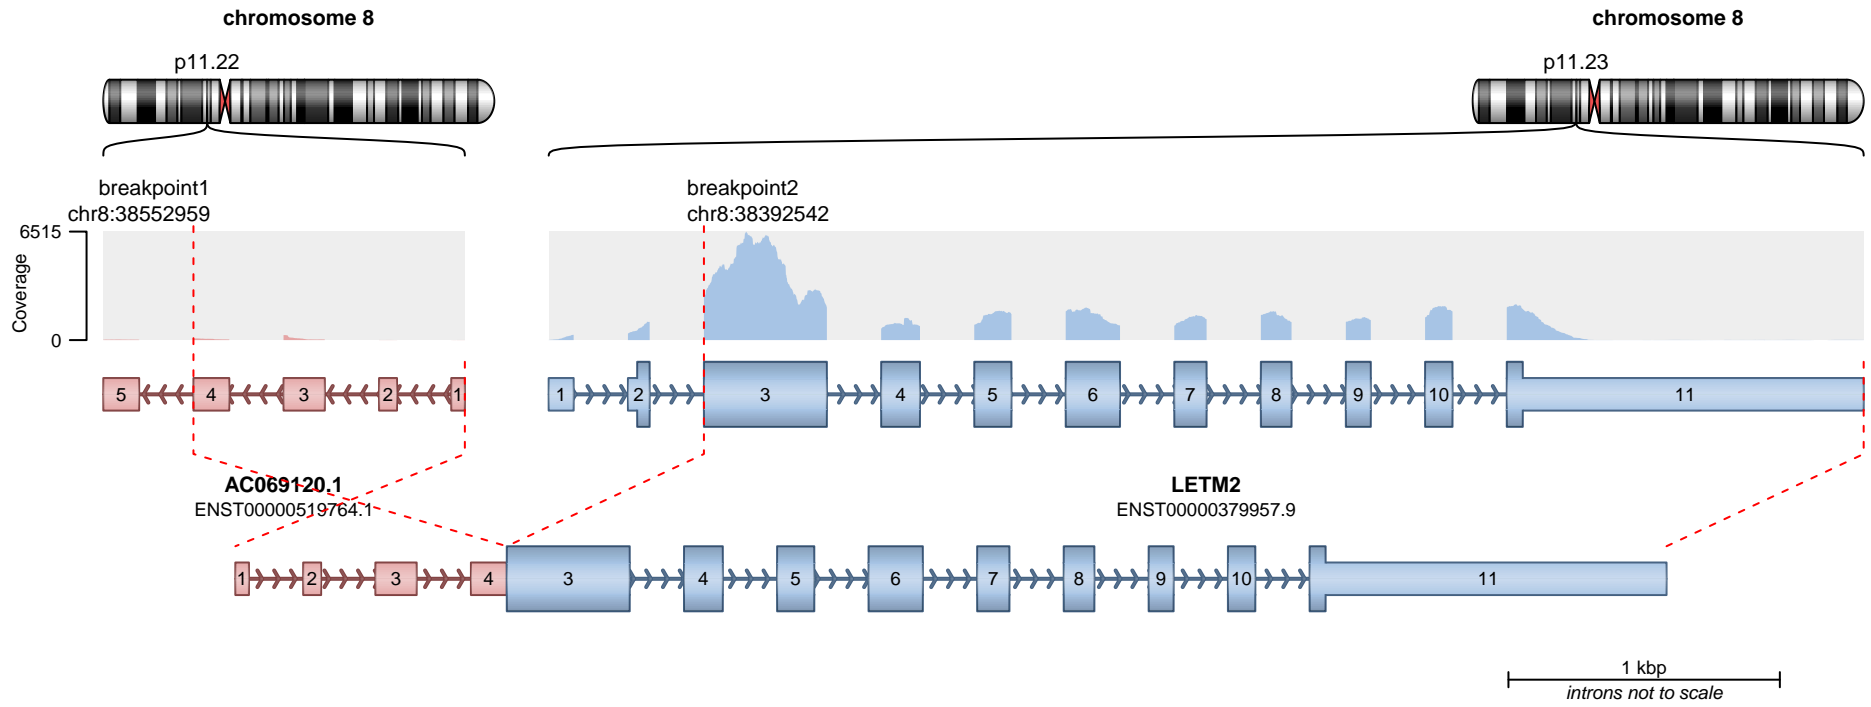 chromosome 8
chromosome 8
p11.22
p11.23
breakpoint1
chr8:38552959
breakpoint2
chr8:38392542
6515
Coverage
0
5 4 3 2 1
1 2 3 4 5 6 7 8 9 10 11
AC069120.1
ENST00000519764.1
LETM2
ENST00000379957.9
1 2 3 4 3 4 5 6 7 8 9 10 11
1 kbp
introns not to scale